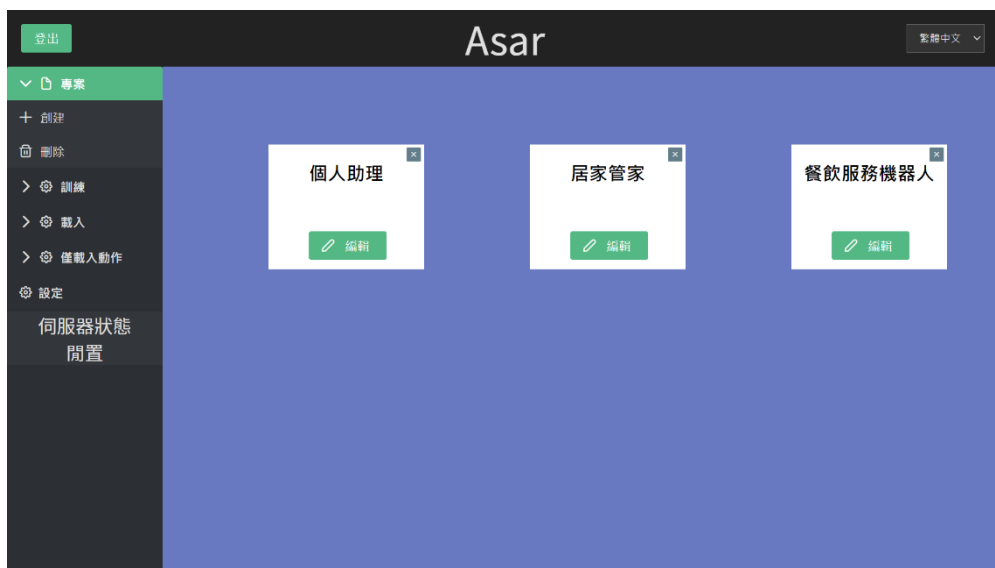 登出
Asar
繁體中文
專案
創建
刪除
訓練
載入
僅載入動作
設定
伺服器狀態
閒置
個人助理
編輯
居家管家
編輯
餐飲服務機器人
編輯